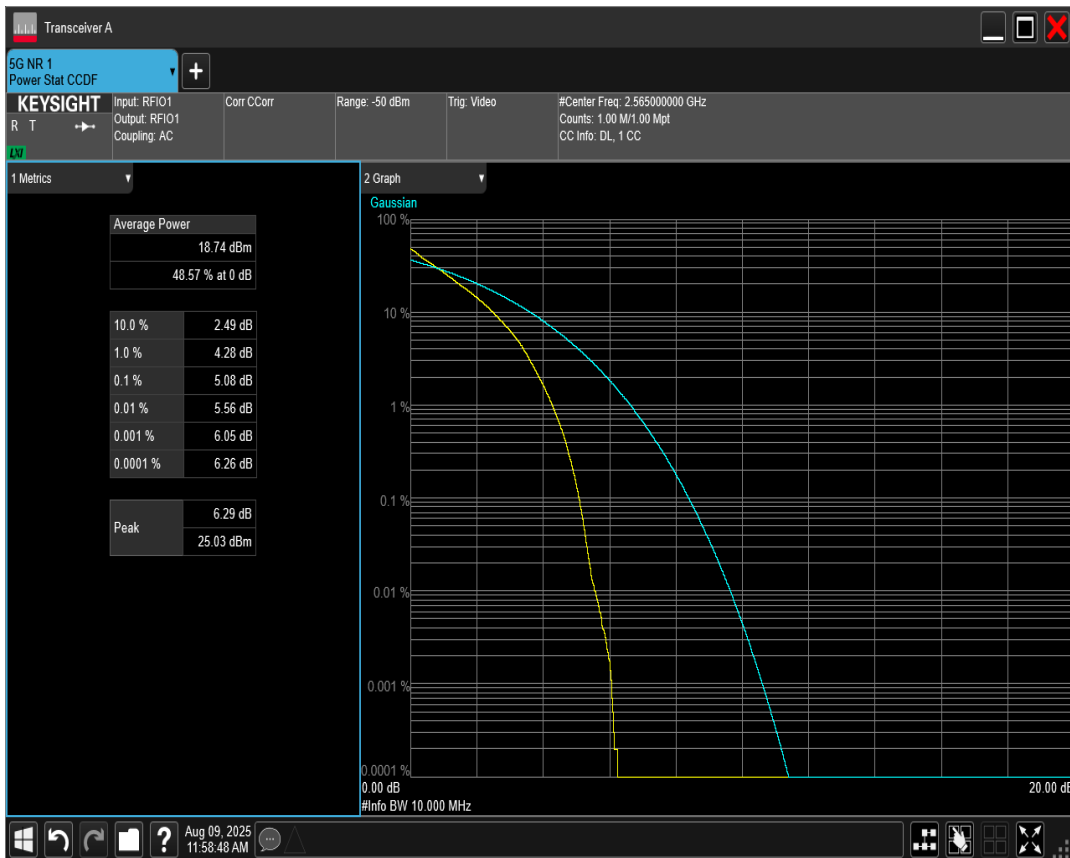 Transceiver A
5G NR 1
Power Stat CCDF
+
KEYSIGHT
R T
LXI
Input: RFIO1
Output: RFIO1
Coupling: AC
Corr CCorr
Range: -50 dBm
Trig: Video
#Center Freq: 2.565000000 GHz
Counts: 1.00 M/1.00 Mpt
CC Info: DL, 1 CC
1 Metrics
Average Power
18.74 dBm
48.57 % at 0 dB
10.0 % 2.49 dB
1.0 % 4.28 dB
0.1 % 5.08 dB
0.01 % 5.56 dB
0.001 % 6.05 dB
0.0001 % 6.26 dB
Peak
6.29 dB
25.03 dBm
2 Graph
Gaussian
100 %
10 %
1 %
0.1 %
0.01 %
0.001 %
0.0001 %
0.00 dB 20.00 dB
#Info BW 10.000 MHz
?
Aug 09, 2025
11:58:48 AM